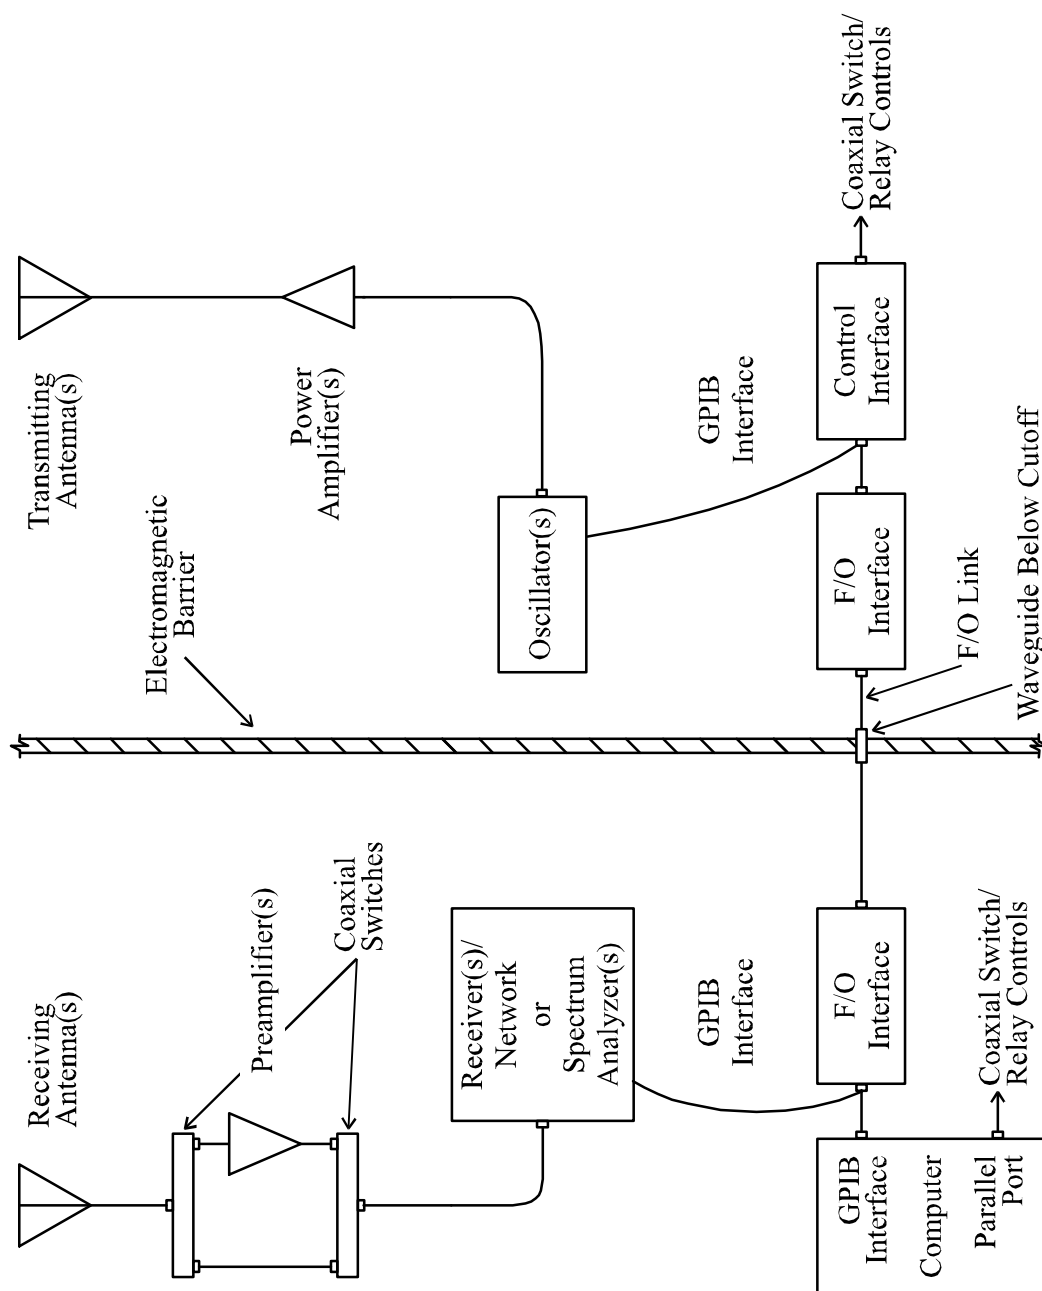 Receiving
Antenna(s)
Transmitting
Antenna(s)
Electromagnetic
Barrier
Preamplifier(s)
Power
Amplifier(s)
Coaxial
Switches
Receiver(s)/
Network
or
Spectrum
Analyzer(s)
Oscillator(s)
GPIB
Interface
GPIB
Interface
GPIB
Interface
Computer
Parallel
Port
F/O
Interface
F/O
Interface
Control
Interface
Coaxial Switch/
Relay Controls
Coaxial Switch/
Relay Controls
F/O Link
Waveguide Below Cutoff